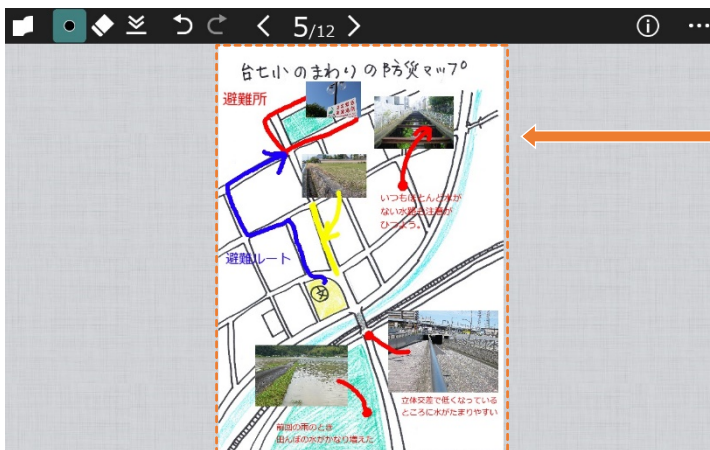 5/12
台七小のまわりの防災マップ
避難所
いつもほとんど水が
ない水路も注意が
ひつよう。
避難ルート
文
立体交差で低くなっている
ところに水がたまりやすい
前回の雨のとき
田んぼの水がかなり増えた